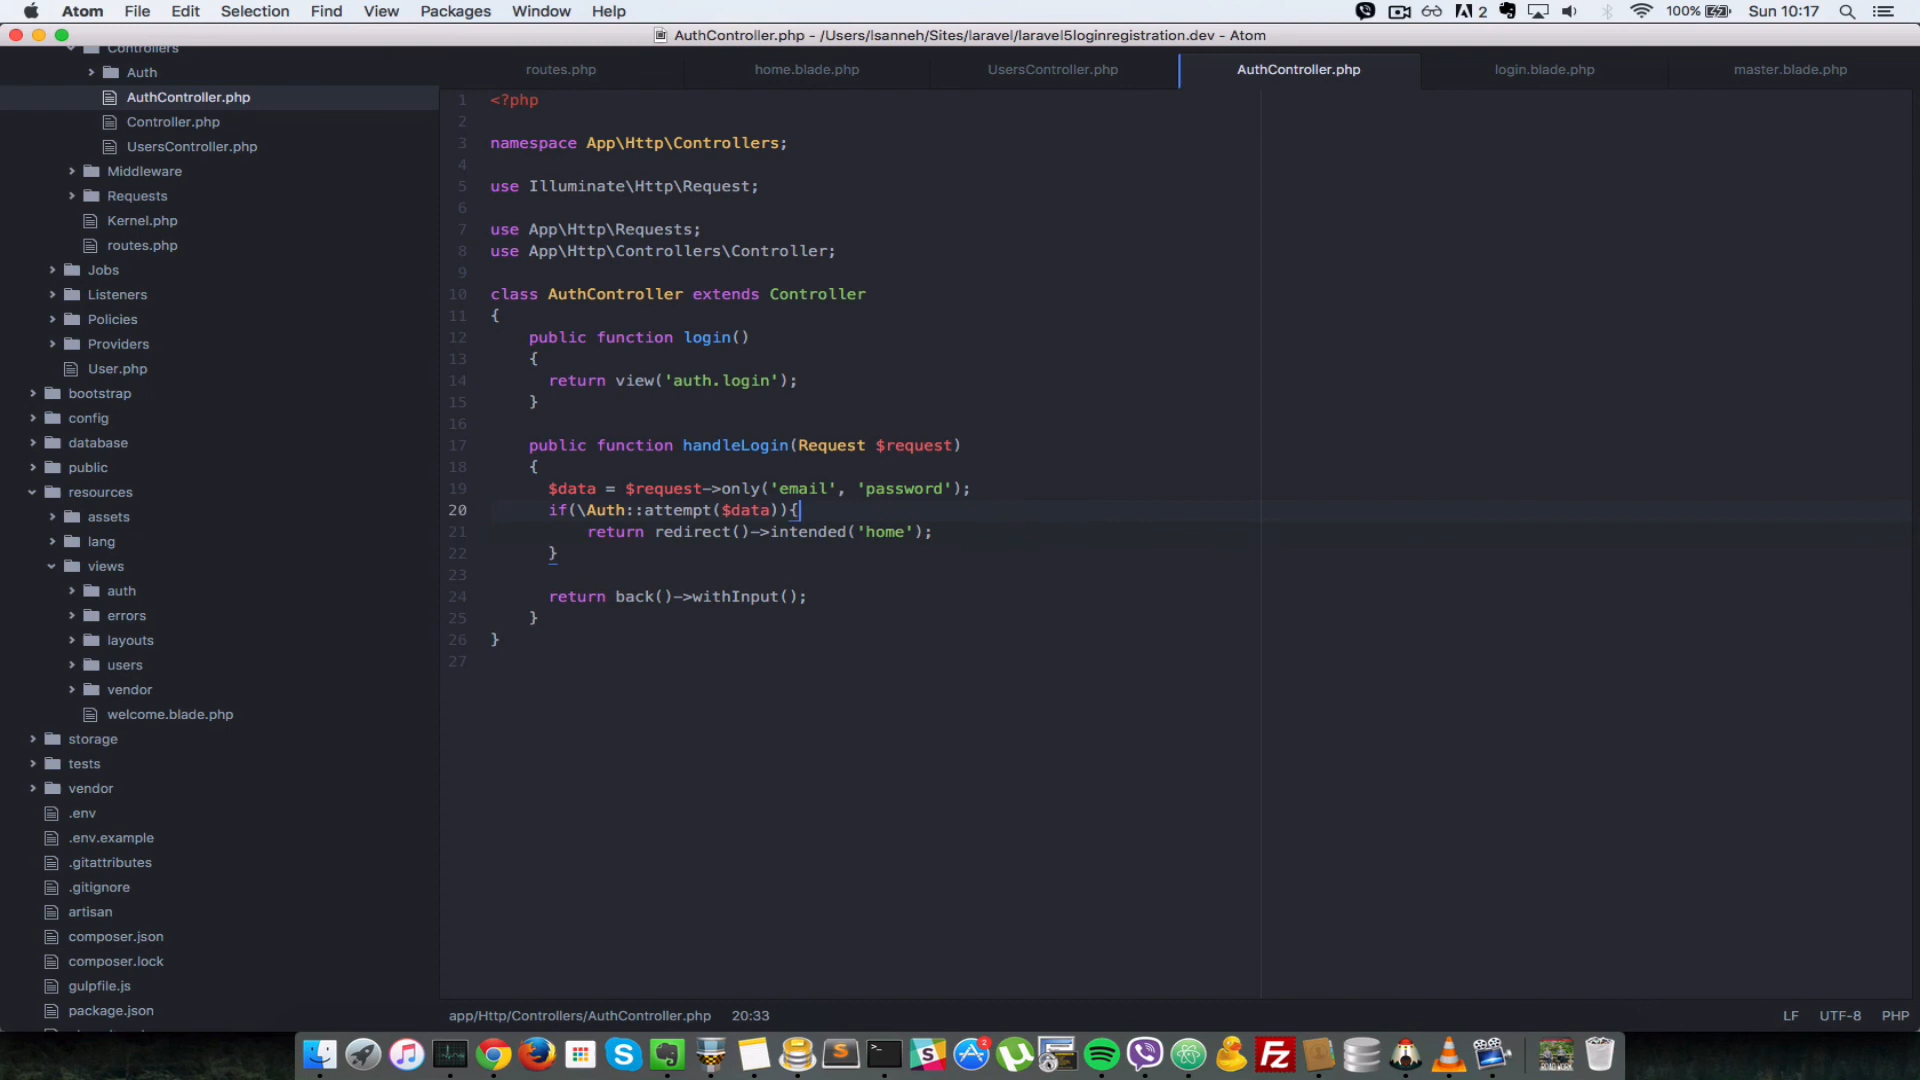 Atom File Edit Selection Find View Packages Window Help 2 100% Sun 10:17
AuthController.php - /Users/lsanneh/Sites/laravel/laravel5loginregistration.dev - Atom
Controllers
Auth
AuthController.php
Controller.php
UsersController.php
Middleware
Requests
Kernel.php
routes.php
Jobs
Listeners
Policies
Providers
User.php
bootstrap
config
database
public
resources
assets
lang
views
auth
errors
layouts
users
vendor
welcome.blade.php
storage
tests
vendor
.env
.env.example
.gitattributes
.gitignore
artisan
composer.json
composer.lock
gulpfile.js
package.json
routes.php home.blade.php UsersController.php AuthController.php login.blade.php master.blade.php
1 <?php
2
3 namespace App\Http\Controllers;
4
5 use Illuminate\Http\Request;
6
7 use App\Http\Requests;
8 use App\Http\Controllers\Controller;
9
10 class AuthController extends Controller
11 {
12 public function login()
13 {
14 return view('auth.login');
15 }
16
17 public function handleLogin(Request $request)
18 {
19 $data = $request->only('email', 'password');
20 if(\Auth::attempt($data)){
21 return redirect()->intended('home');
22 }
23
24 return back()->withInput();
25 }
26 }
27
app/Http/Controllers/AuthController.php 20:33 LF UTF-8 PHP